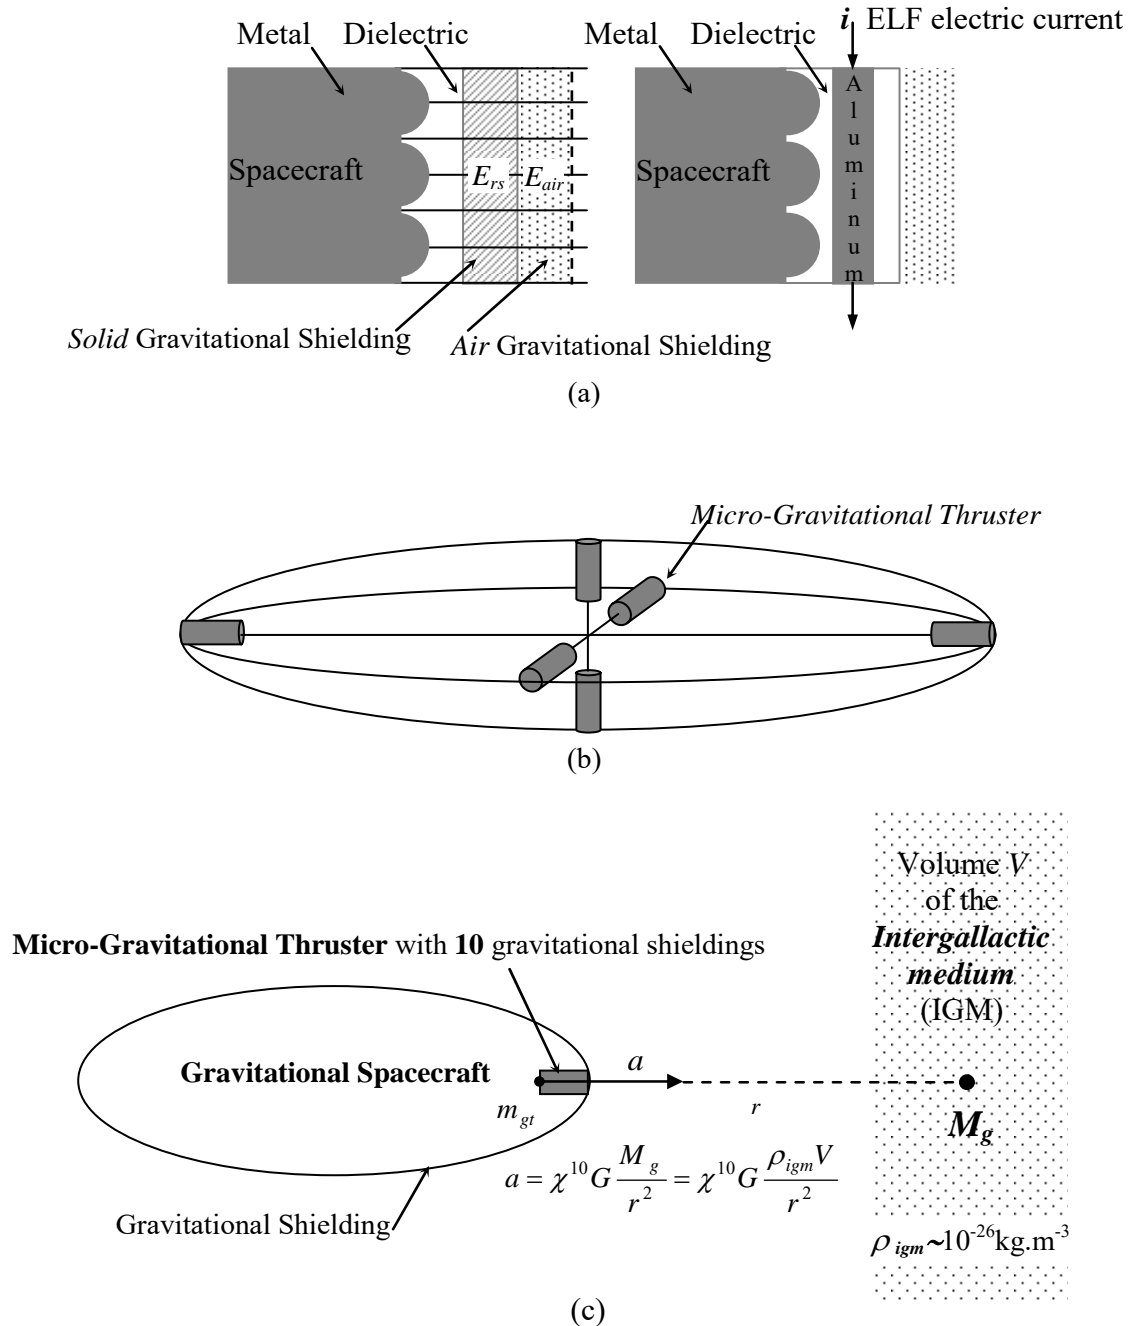 i ELF electric current
Metal Dielectric Metal Dielectric
Spacecraft E_rs E_air Spacecraft Aluminum
Solid Gravitational Shielding Air Gravitational Shielding
(a)
Micro-Gravitational Thruster
(b)
Volume V
of the
Intergallactic
medium
(IGM)
Micro-Gravitational Thruster with 10 gravitational shieldings
Gravitational Spacecraft
a
m_gt
r
M_g
a = χ^10 G M_g / r^2 = χ^10 G ρ_igm V / r^2
Gravitational Shielding
ρ_igm ~10^-26 kg.m^-3
(c)